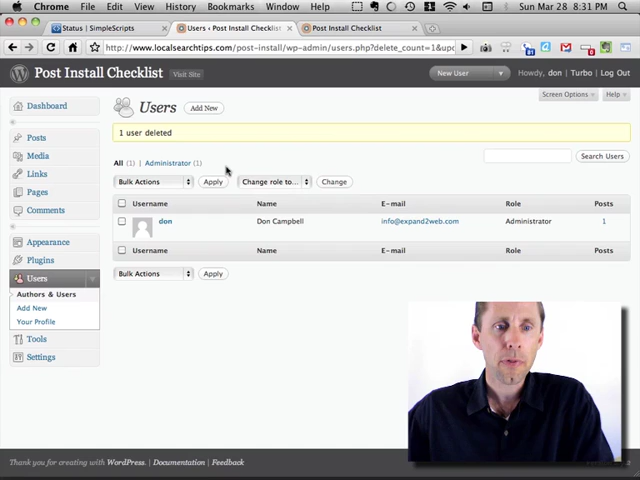 Chrome File Edit View History Bookmarks Window Help Sun Mar 28 8:31 PM
Status | SimpleScripts
Users ‹ Post Install Checklist
Post Install Checklist
http://www.localsearchtips.com/post-install/wp-admin/users.php?delete_count=1&upd
Post Install Checklist Visit Site New User Howdy, don | Turbo | Log Out
Screen Options Help
Users Add New
1 user deleted
All (1) | Administrator (1)
Search Users
Bulk Actions Apply Change role to... Change
Username Name E-mail Role Posts
don Don Campbell info@expand2web.com Administrator 1
Username Name E-mail Role Posts
Bulk Actions Apply
Dashboard
Posts
Media
Links
Pages
Comments
Appearance
Plugins
Users
Authors & Users
Add New
Your Profile
Tools
Settings
Thank you for creating with WordPress. | Documentation | Feedback